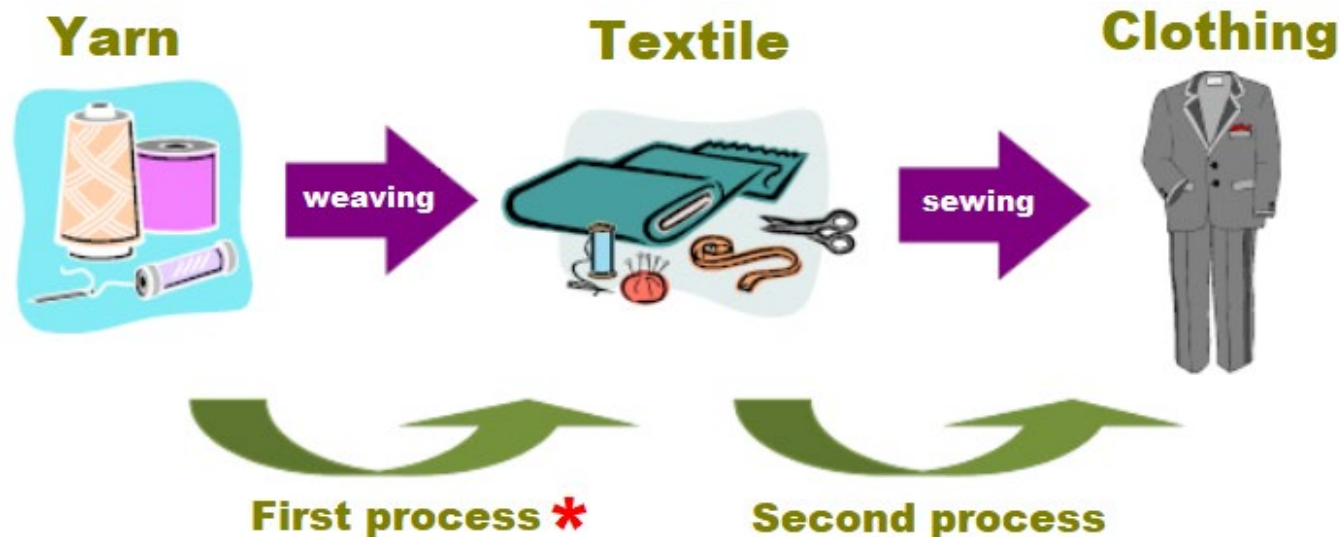 Yarn
Textile
Clothing
weaving
sewing
First process *
Second process